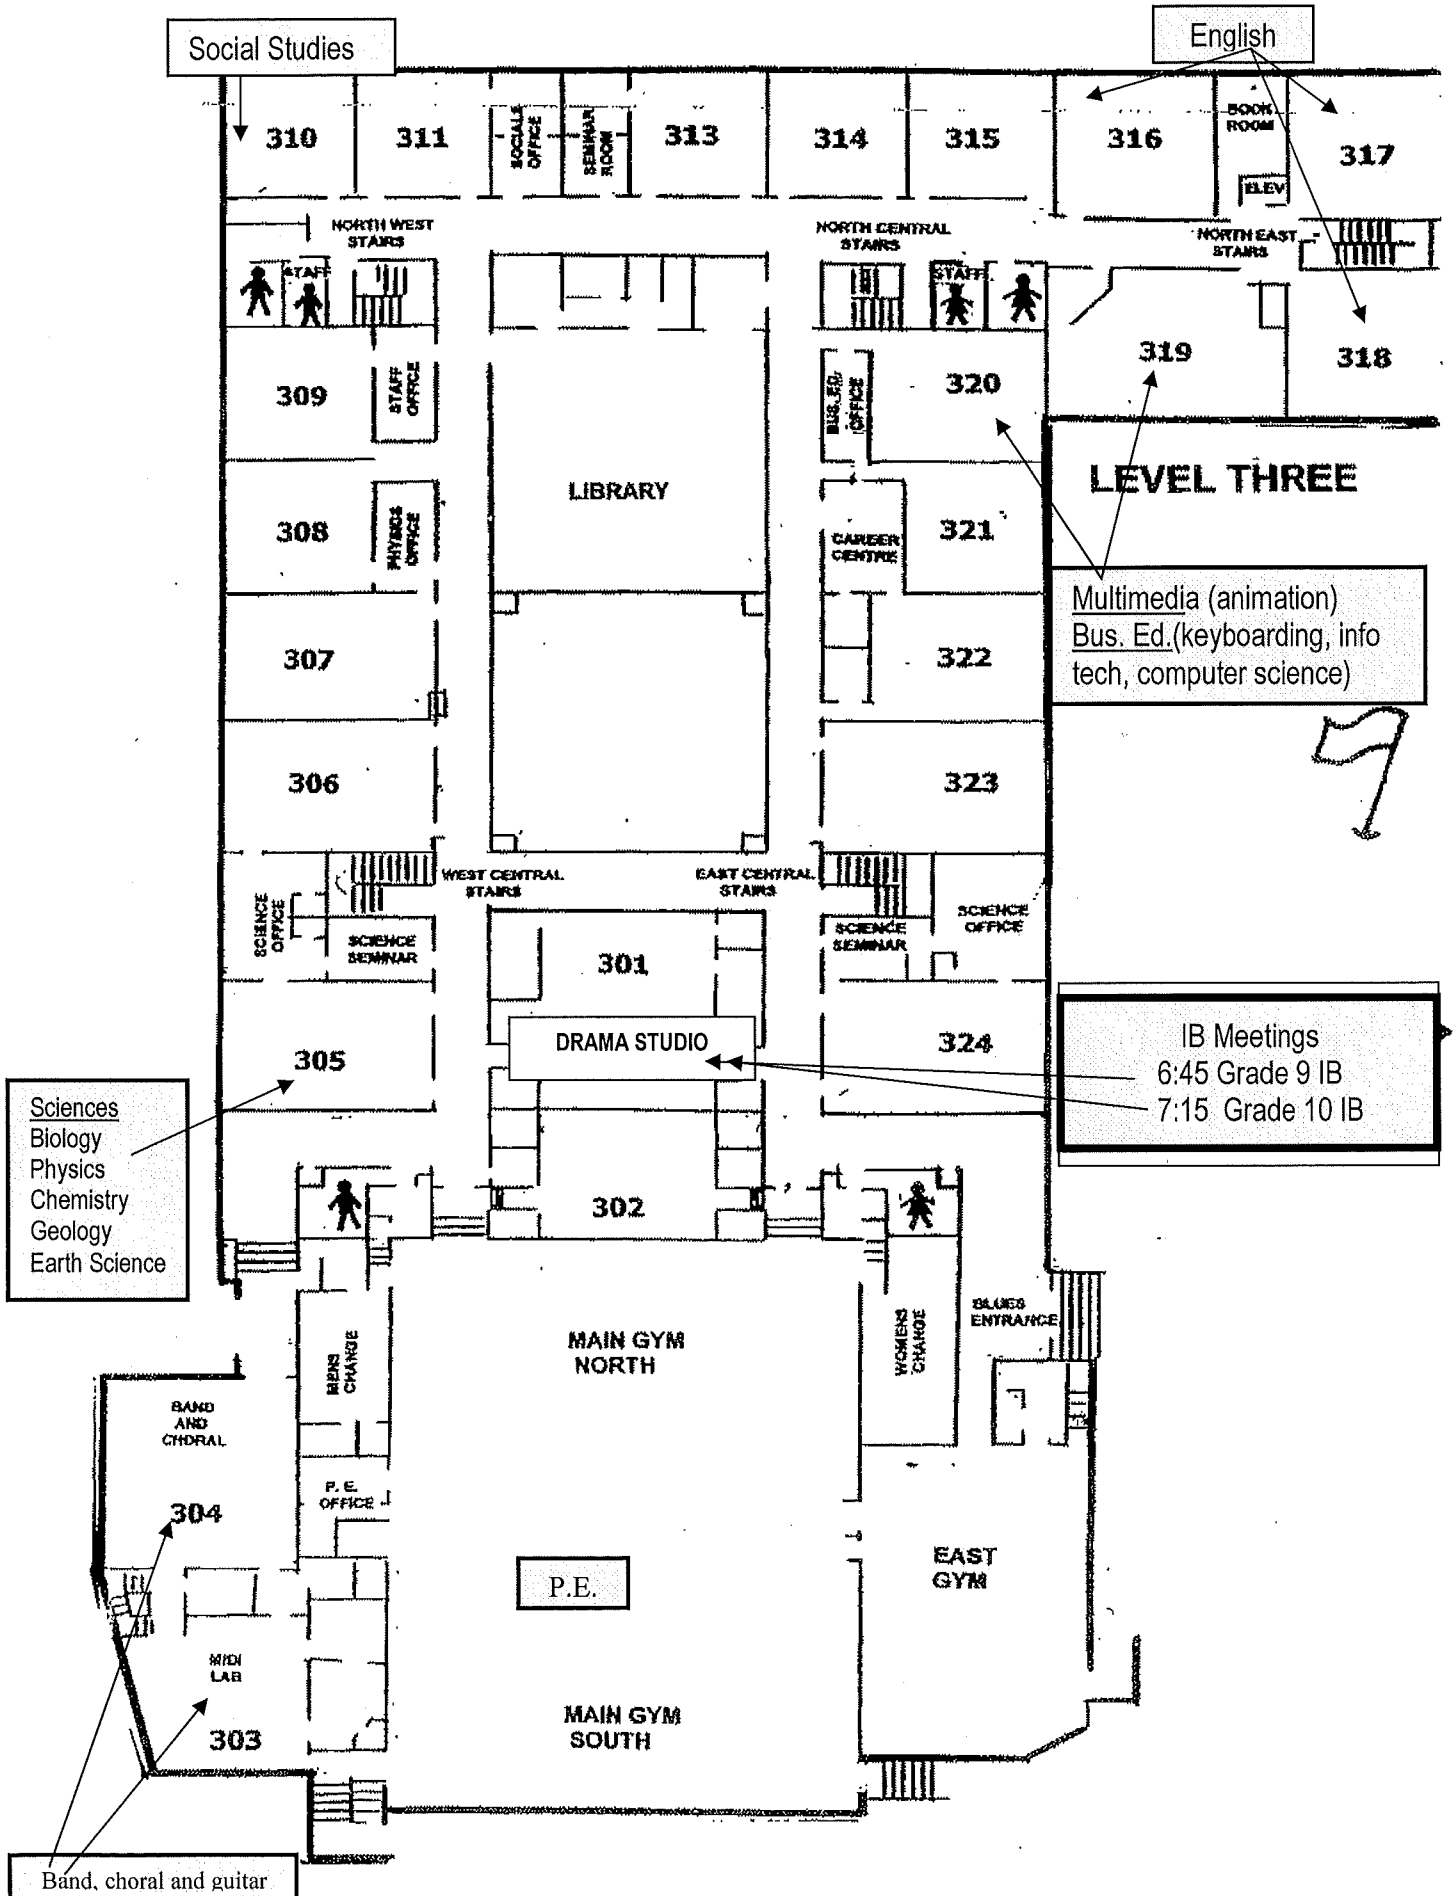 Social Studies
English
310
311
SOCIALS
OFFICE
SEMINAR
ROOM
313
314
315
316
BOOK
ROOM
ELEV
317
NORTH WEST
STAIRS
NORTH CENTRAL
STAIRS
NORTH EAST
STAIRS
STAFF
STAFF
309
STAFF
OFFICE
BUS. ED.
OFFICE
320
319
318
LEVEL THREE
LIBRARY
308
PHYSICS
OFFICE
CAREER
CENTRE
321
Multimedia (animation)
Bus. Ed.(keyboarding, info
tech, computer science)
307
322
306
323
WEST CENTRAL
STAIRS
EAST CENTRAL
STAIRS
SCIENCE
OFFICE
SCIENCE
SEMINAR
301
SCIENCE
SEMINAR
SCIENCE
OFFICE
305
DRAMA STUDIO
324
IB Meetings
6:45 Grade 9 IB
7:15 Grade 10 IB
Sciences
Biology
Physics
Chemistry
Geology
Earth Science
302
MENS
CHANGE
MAIN GYM
NORTH
WOMENS
CHANGE
BLUES
ENTRANCE
BAND
AND
CHORAL
304
P. E.
OFFICE
P.E.
EAST
GYM
MIDI
LAB
303
MAIN GYM
SOUTH
Band, choral and guitar